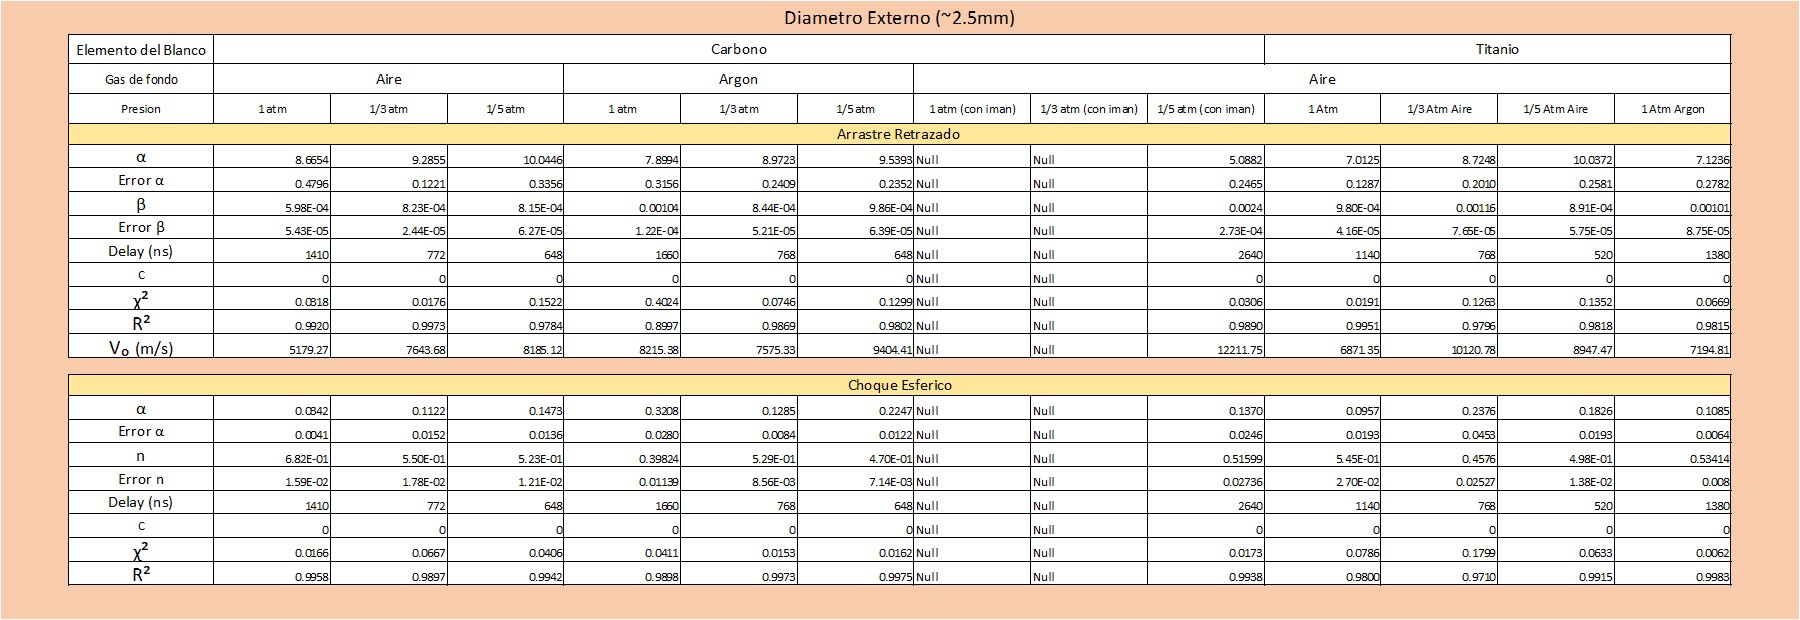 Diametro Externo (~2.5mm)
Elemento del Blanco Carbono Titanio
Gas de fondo Aire Argon Aire
Presion 1 atm 1/3 atm 1/5 atm 1 atm 1/3 atm 1/5 atm 1 atm (con iman) 1/3 atm (con iman) 1/5 atm (con iman) 1 Atm 1/3 Atm Aire 1/5 Atm Aire 1 Atm Argon
Arrastre Retrazado
α 8.6654 9.2855 10.0446 7.8994 8.9723 9.5393 Null Null 5.0882 7.0125 8.7248 10.0372 7.1236
Error α 0.4796 0.1221 0.3356 0.3156 0.2409 0.2352 Null Null 0.2465 0.1287 0.2010 0.2581 0.2782
β 5.98E-04 8.23E-04 8.15E-04 0.00104 8.44E-04 9.86E-04 Null Null 0.0024 9.80E-04 0.00116 8.91E-04 0.00101
Error β 5.43E-05 2.44E-05 6.27E-05 1.22E-04 5.21E-05 6.39E-05 Null Null 2.73E-04 4.16E-05 7.65E-05 5.75E-05 8.75E-05
Delay (ns) 1410 772 648 1660 768 648 Null Null 2640 1140 768 520 1380
c 0 0 0 0 0 0 Null Null 0 0 0 0 0
χ² 0.0318 0.0176 0.1522 0.4024 0.0746 0.1299 Null Null 0.0306 0.0191 0.1263 0.1352 0.0669
R² 0.9920 0.9973 0.9784 0.8997 0.9869 0.9802 Null Null 0.9890 0.9951 0.9796 0.9818 0.9815
V₀ (m/s) 5179.27 7643.68 8185.12 8215.38 7575.33 9404.41 Null Null 12211.75 6871.35 10120.78 8947.47 7194.81
Choque Esferico
α 0.0342 0.1122 0.1473 0.3208 0.1285 0.2247 Null Null 0.1370 0.0957 0.2376 0.1826 0.1085
Error α 0.0041 0.0152 0.0136 0.0280 0.0084 0.0122 Null Null 0.0246 0.0193 0.0453 0.0193 0.0064
n 6.82E-01 5.50E-01 5.23E-01 0.39824 5.29E-01 4.70E-01 Null Null 0.51599 5.45E-01 0.4576 4.98E-01 0.53414
Error n 1.59E-02 1.78E-02 1.21E-02 0.01139 8.56E-03 7.14E-03 Null Null 0.02736 2.70E-02 0.02527 1.38E-02 0.008
Delay (ns) 1410 772 648 1660 768 648 Null Null 2640 1140 768 520 1380
c 0 0 0 0 0 0 Null Null 0 0 0 0 0
χ² 0.0166 0.0667 0.0406 0.0411 0.0153 0.0162 Null Null 0.0173 0.0786 0.1799 0.0633 0.0062
R² 0.9958 0.9897 0.9942 0.9898 0.9973 0.9975 Null Null 0.9938 0.9800 0.9710 0.9915 0.9983